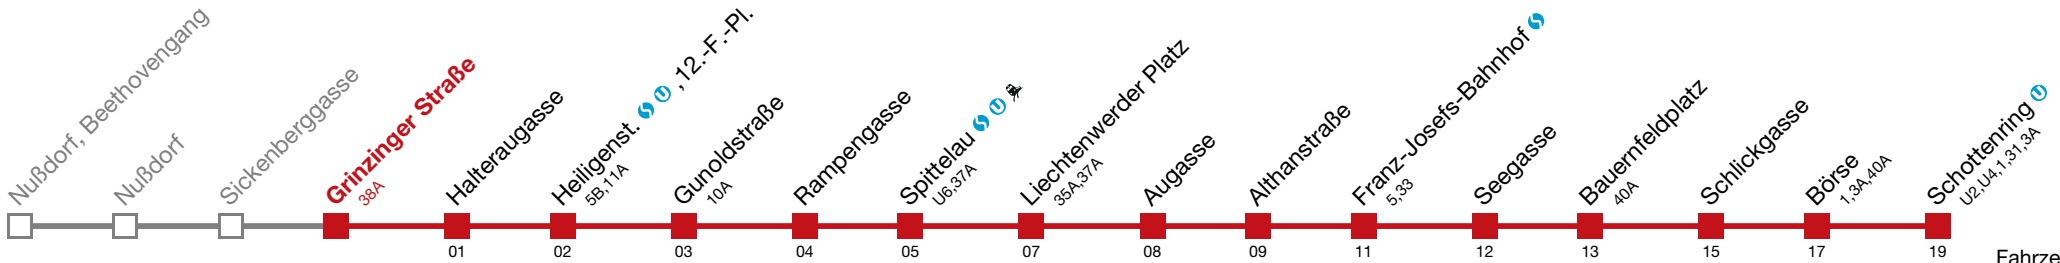 Nußdorf, Beethovengang
Nußdorf
Sickenberggasse
Grinzinger Straße
38A
Halteraugasse
01
Heiligenst. S U , 12.-F.-Pl.
5B,11A
02
Gunoldstraße
10A
03
Rampengasse
04
Spittelau S U
U6,37A
05
Liechtenwerder Platz
35A,37A
07
Augasse
08
Althanstraße
09
Franz-Josefs-Bahnhof S
5,33
11
Seegasse
12
Bauernfeldplatz
40A
13
Schlickgasse
15
Börse
1,3A,40A
17
Schottenring U
U2,U4,1,31,3A
19
Fahrze